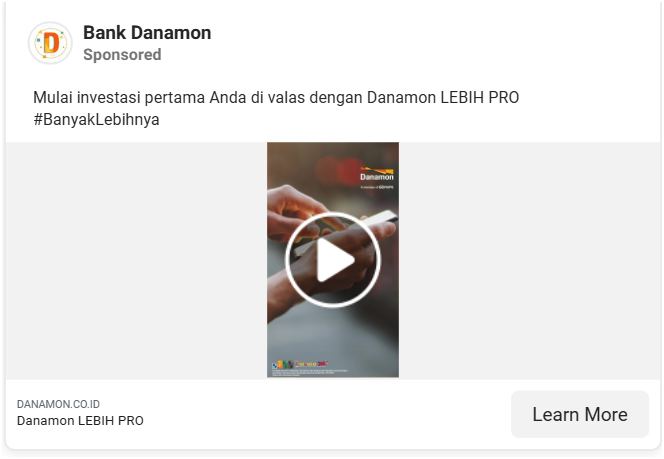 Bank Danamon
Sponsored
Mulai investasi pertama Anda di valas dengan Danamon LEBIH PRO
#BanyakLebihnya
Danamon
A member of MUFG
DANAMON.CO.ID
Danamon LEBIH PRO
Learn More